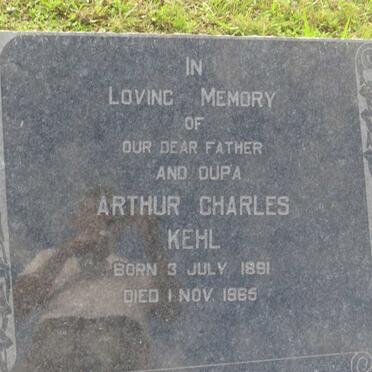 IN
LOVING MEMORY
OF
OUR DEAR FATHER
AND OUPA
ARTHUR CHARLES
KEHL
BORN 3 JULY 1891
DIED 1 NOV. 1965